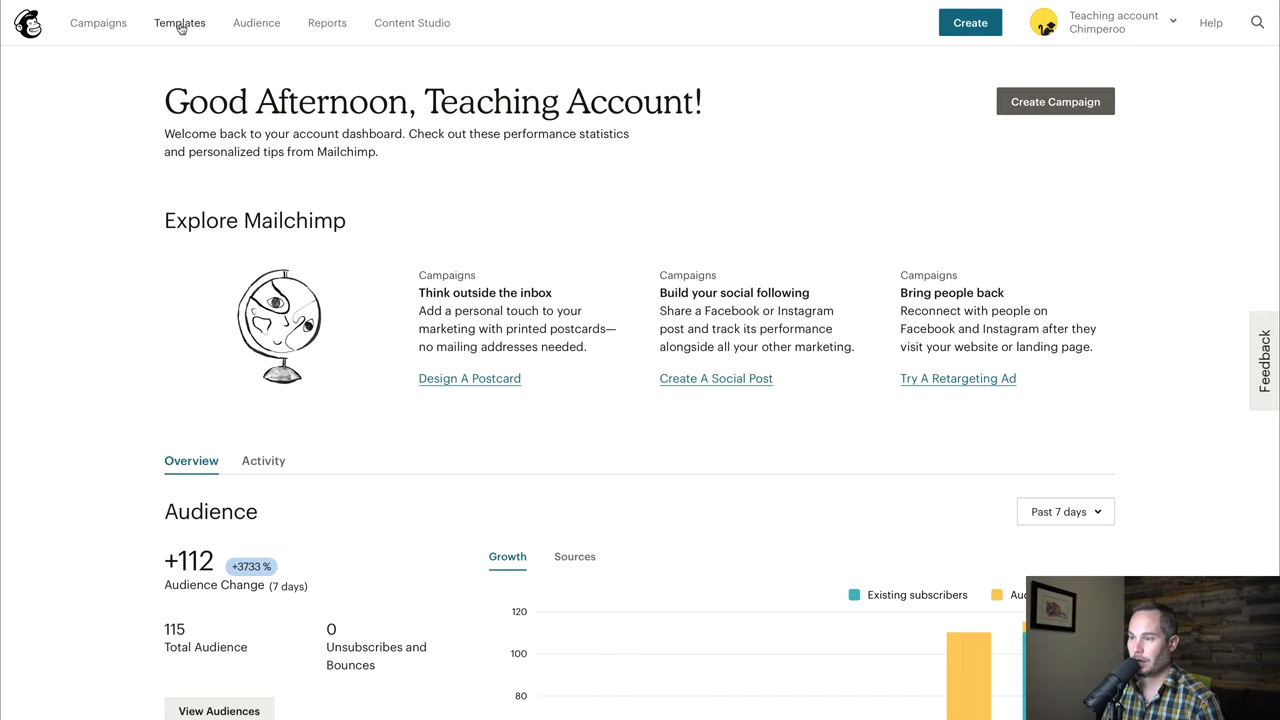 Campaigns
Templates
Audience
Reports
Content Studio
Create
Teaching account
Chimperoo
Help
Good Afternoon, Teaching Account!
Create Campaign
Welcome back to your account dashboard. Check out these performance statistics
and personalized tips from Mailchimp.
Explore Mailchimp
Campaigns
Think outside the inbox
Add a personal touch to your
marketing with printed postcards—
no mailing addresses needed.
Design A Postcard
Campaigns
Build your social following
Share a Facebook or Instagram
post and track its performance
alongside all your other marketing.
Create A Social Post
Campaigns
Bring people back
Reconnect with people on
Facebook and Instagram after they
visit your website or landing page.
Try A Retargeting Ad
Feedback
Overview
Activity
Audience
Past 7 days
+112
+3733 %
Audience Change (7 days)
115
Total Audience
0
Unsubscribes and
Bounces
View Audiences
Growth
Sources
Existing subscribers
120
100
80